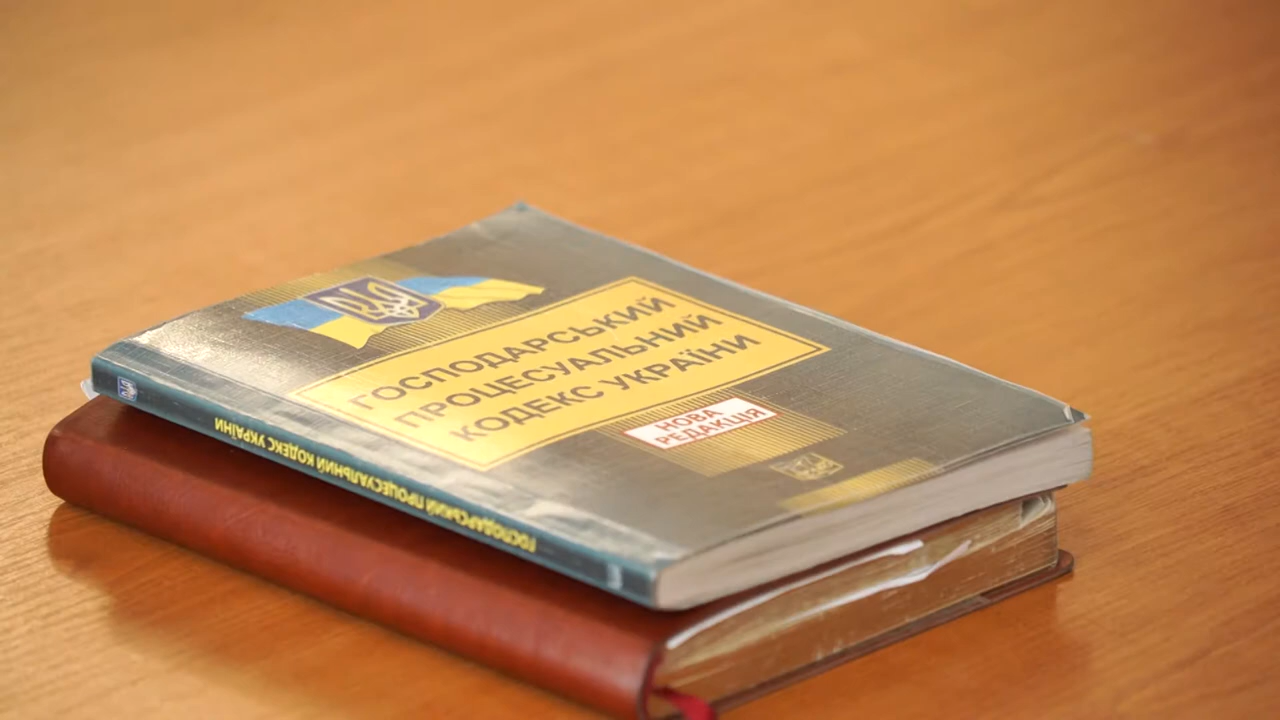 ГОСПОДАРСЬКИЙ
ПРОЦЕСУАЛЬНИЙ
КОДЕКС УКРАЇНИ
НОВА
РЕДАКЦІЯ
ГОСПОДАРСЬКИЙ ПРОЦЕСУАЛЬНИЙ КОДЕКС УКРАЇНИ